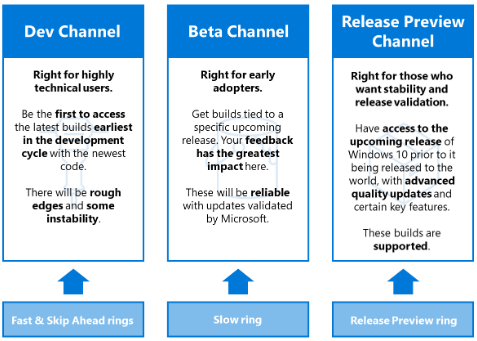 Dev Channel
Right for highly
technical users.
Be the first to access
the latest builds earliest
in the development
cycle with the newest
code.
There will be rough
edges and some
instability.
Fast & Skip Ahead rings
Beta Channel
Right for early
adopters.
Get builds tied to a
specific upcoming
release. Your feedback
has the greatest
impact here.
These will be reliable
with updates validated
by Microsoft.
Slow ring
Release Preview
Channel
Right for those who
want stability and
release validation.
Have access to the
upcoming release of
Windows 10 prior to it
being released to the
world, with advanced
quality updates and
certain key features.
These builds are
supported.
Release Preview ring